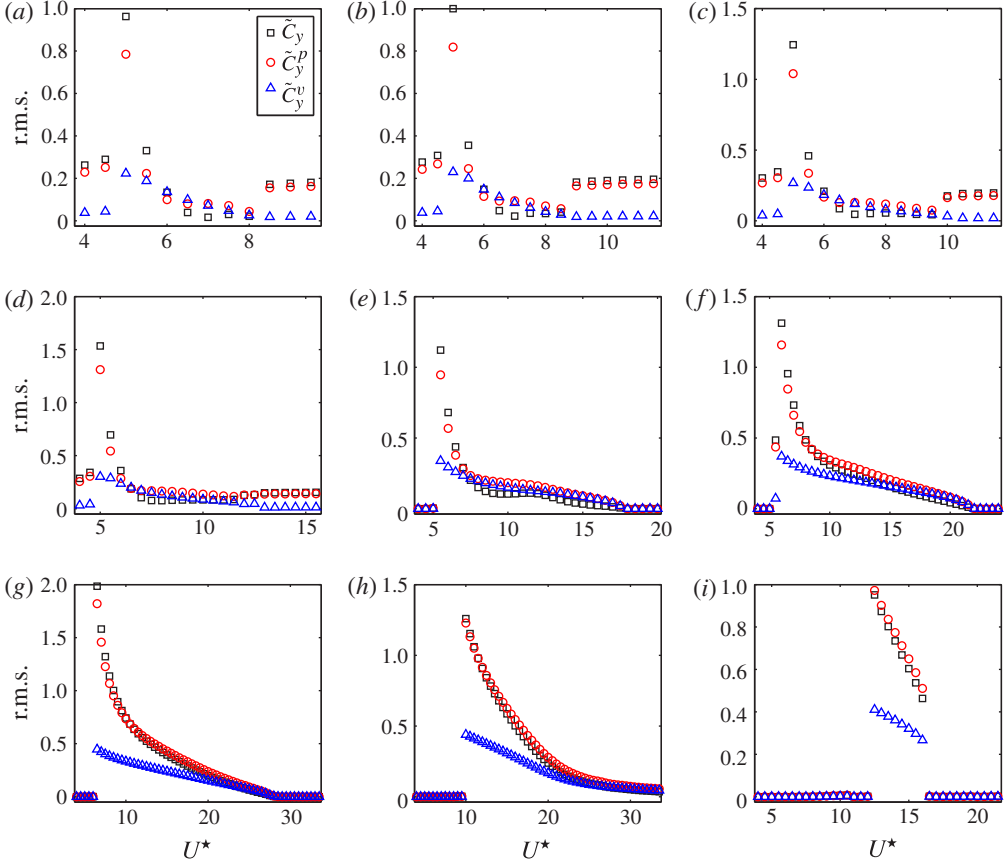 (a) (b) (c)
1.0 1.0 1.5
0.8 0.8
C̃_y
C̃_y^p
C̃_y^v
1.0
r.m.s. 0.6 0.6
0.4 0.4
0.5
0.2 0.2
0 0 0
4 6 8 4 6 8 10 4 6 8 10
(d) (e) (f)
2.0 1.5 1.5
1.5
1.0 1.0
r.m.s. 1.0
0.5 0.5
0.5
0 0 0
5 10 15 5 10 15 20 5 10 15 20
(g) (h) (i)
2.0 1.5 1.0
0.8
1.5
1.0
0.6
r.m.s. 1.0
0.4
0.5
0.5
0.2
0 0 0
10 20 30 10 20 30 5 10 15 20
U★ U★ U★